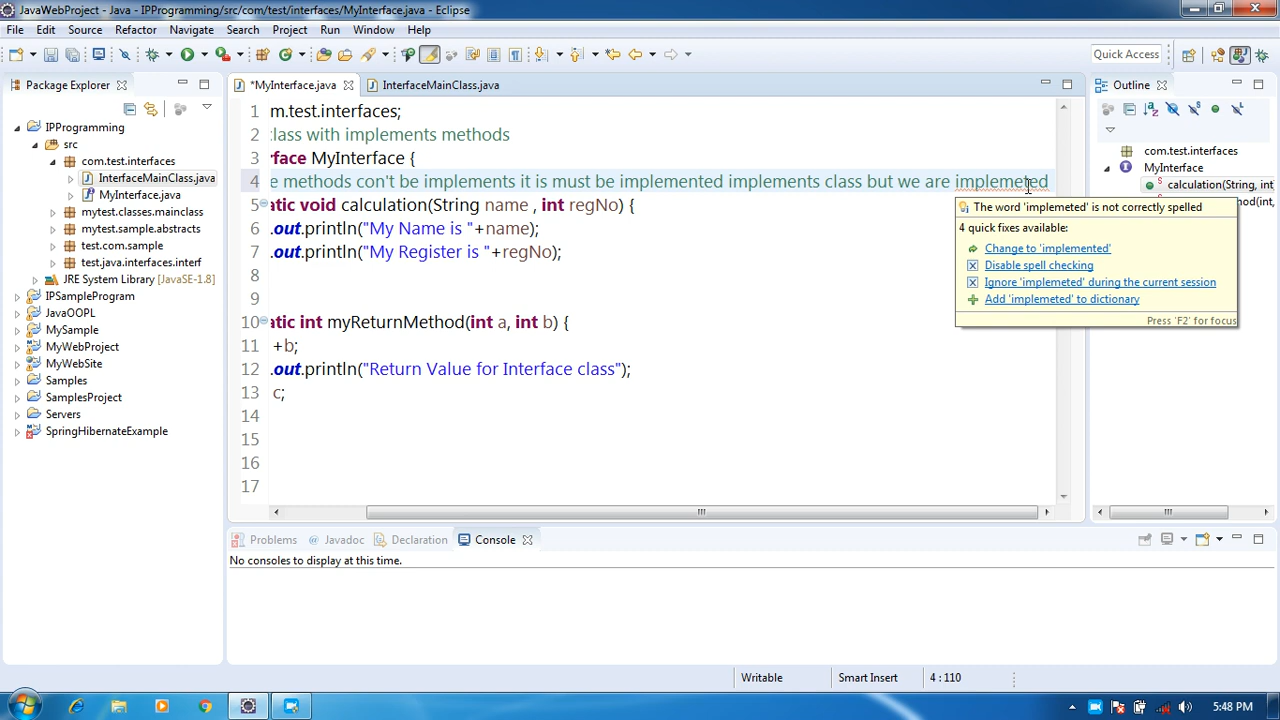 JavaWebProject - Java - IPProgramming/src/com/test/interfaces/MyInterface.java - Eclipse
File Edit Source Refactor Navigate Search Project Run Window Help
Quick Access
Package Explorer
*MyInterface.java
InterfaceMainClass.java
Outline
IPProgramming
src
com.test.interfaces
InterfaceMainClass.java
MyInterface.java
mytest.classes.mainclass
mytest.sample.abstracts
test.com.sample
test.java.interfaces.interf
JRE System Library [JavaSE-1.8]
IPSampleProgram
JavaOOPL
MySample
MyWebProject
MyWebSite
Samples
SamplesProject
Servers
SpringHibernateExample
1 m.test.interfaces;
2 class with implements methods
3 rface MyInterface {
4 e methods con't be implements it is must be implemented implements class but we are implemeted
5 atic void calculation(String name , int regNo) {
6 .out.println("My Name is "+name);
7 .out.println("My Register is "+regNo);
8
9
10 atic int myReturnMethod(int a, int b) {
11 +b;
12 .out.println("Return Value for Interface class");
13 c;
14
15
16
17
The word 'implemeted' is not correctly spelled
4 quick fixes available:
Change to 'implemented'
Disable spell checking
Ignore 'implemeted' during the current session
Add 'implemeted' to dictionary
Press 'F2' for focus
com.test.interfaces
MyInterface
calculation(String, int
Problems Javadoc Declaration Console
No consoles to display at this time.
Writable Smart Insert 4 : 110
5:48 PM